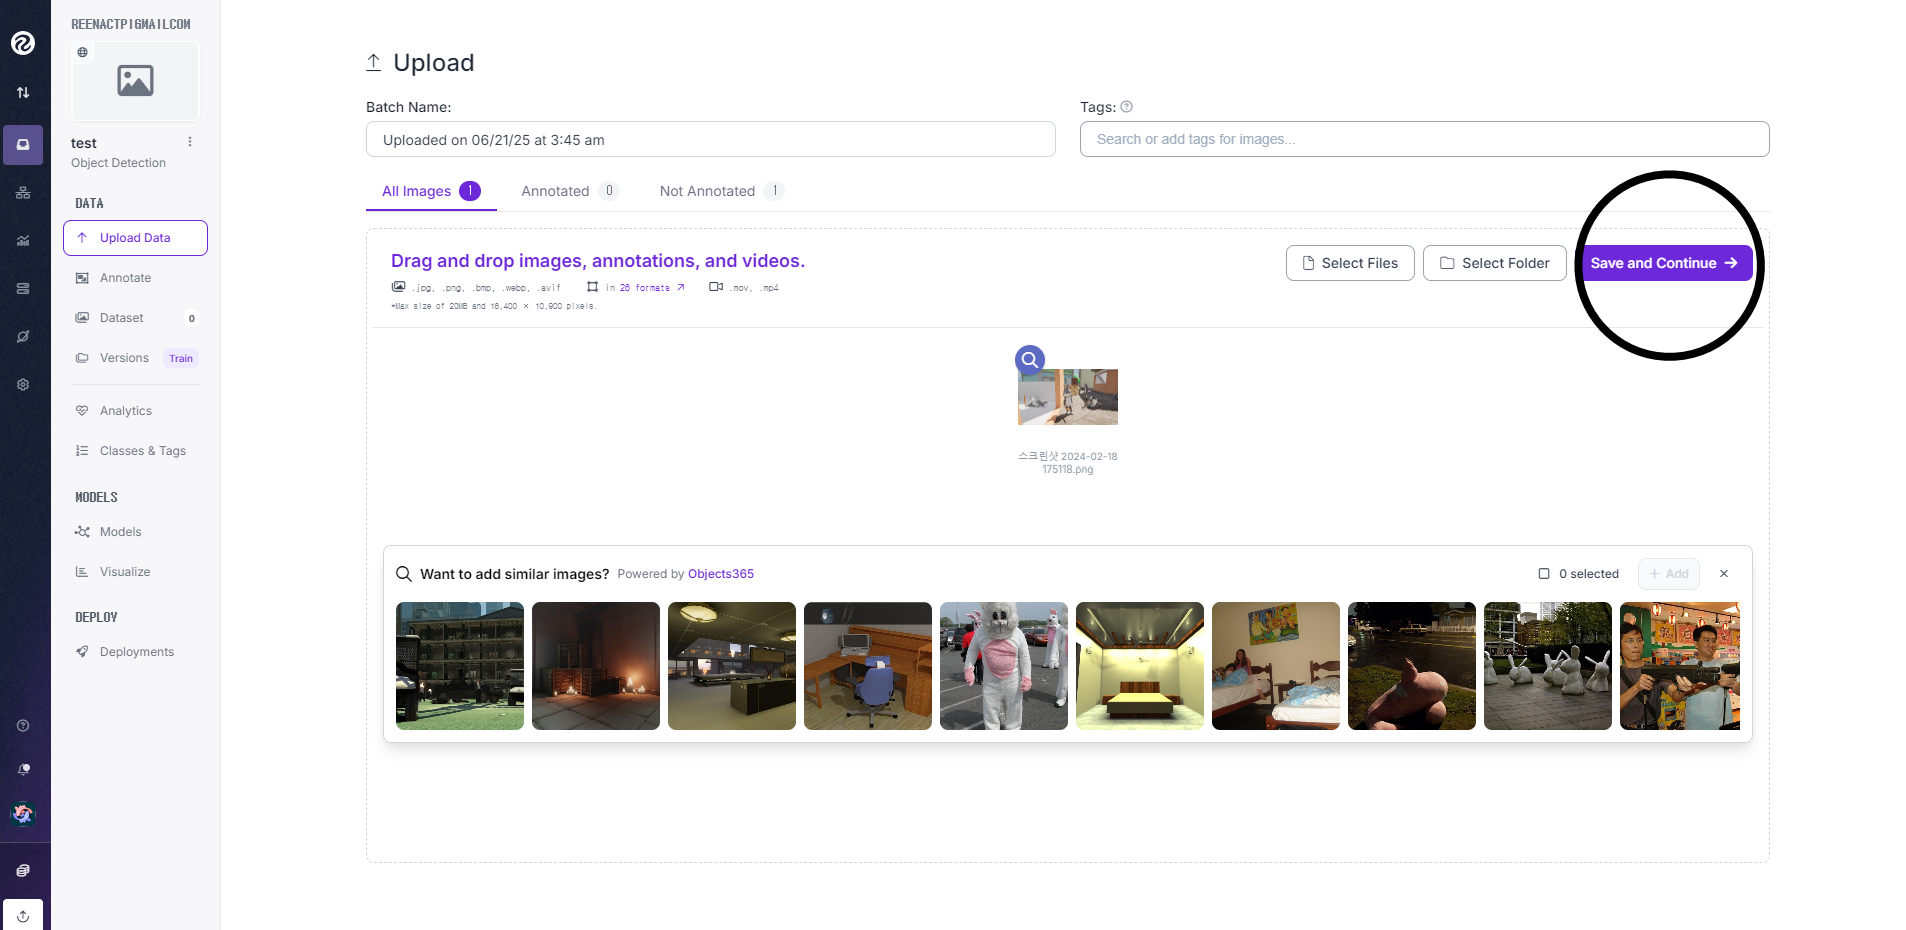 REENACTPIGMAILCOM
test
Object Detection
DATA
Upload Data
Annotate
Dataset 0
Versions Train
Analytics
Classes & Tags
MODELS
Models
Visualize
DEPLOY
Deployments
Upload
Batch Name:
Uploaded on 06/21/25 at 3:45 am
Tags:
Search or add tags for images...
All Images 1
Annotated 0
Not Annotated 1
Drag and drop images, annotations, and videos.
.jpg, .png, .bmp, .webp, .avif
in 26 formats
.mov, .mp4
*Max size of 20MB and 16,400 × 10,900 pixels.
Select Files
Select Folder
Save and Continue
스크린샷 2024-02-18
175118.png
Want to add similar images? Powered by Objects365
0 selected
Add